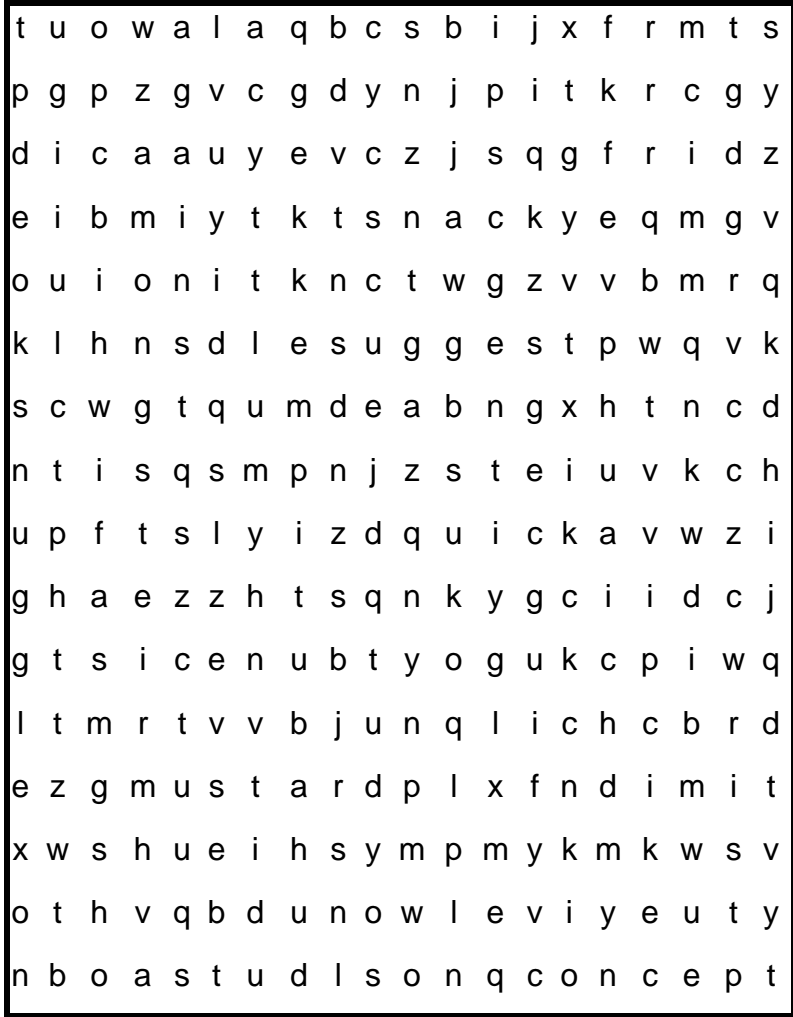 t u o w a l a q b c s b i j x f r m t s
p g p z g v c g d y n j p i t k r c g y
d i c a a u y e v c z j s q g f r i d z
e i b m i y t k t s n a c k y e q m g v
o u i o n i t k n c t w g z v v b m r q
k l h n s d l e s u g g e s t p w q v k
s c w g t q u m d e a b n g x h t n c d
n t i s q s m p n j z s t e i u v k c h
u p f t s l y i z d q u i c k a v w z i
g h a e z z h t s q n k y g c i i d c j
g t s i c e n u b t y o g u k c p i w q
l t m r t v v b j u n q l i c h c b r d
e z g m u s t a r d p l x f n d i m i t
x w s h u e i h s y m p m y k m k w s v
o t h v q b d u n o w l e v i y e u t y
n b o a s t u d l s o n q c o n c e p t